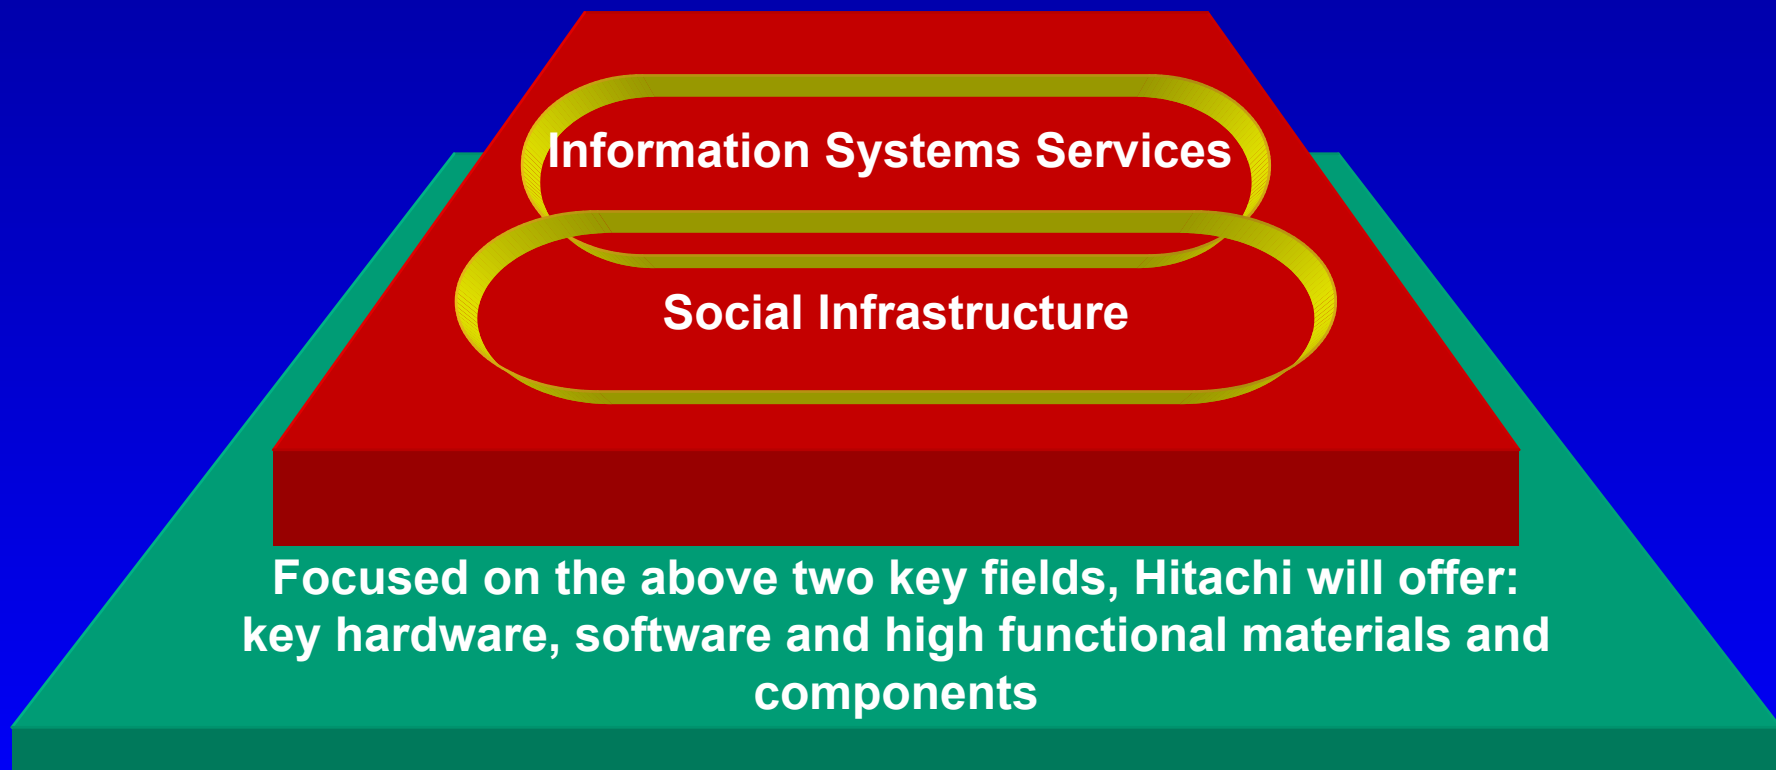 Information Systems Services
Social Infrastructure
Focused on the above two key fields, Hitachi will offer:
key hardware, software and high functional materials and
components